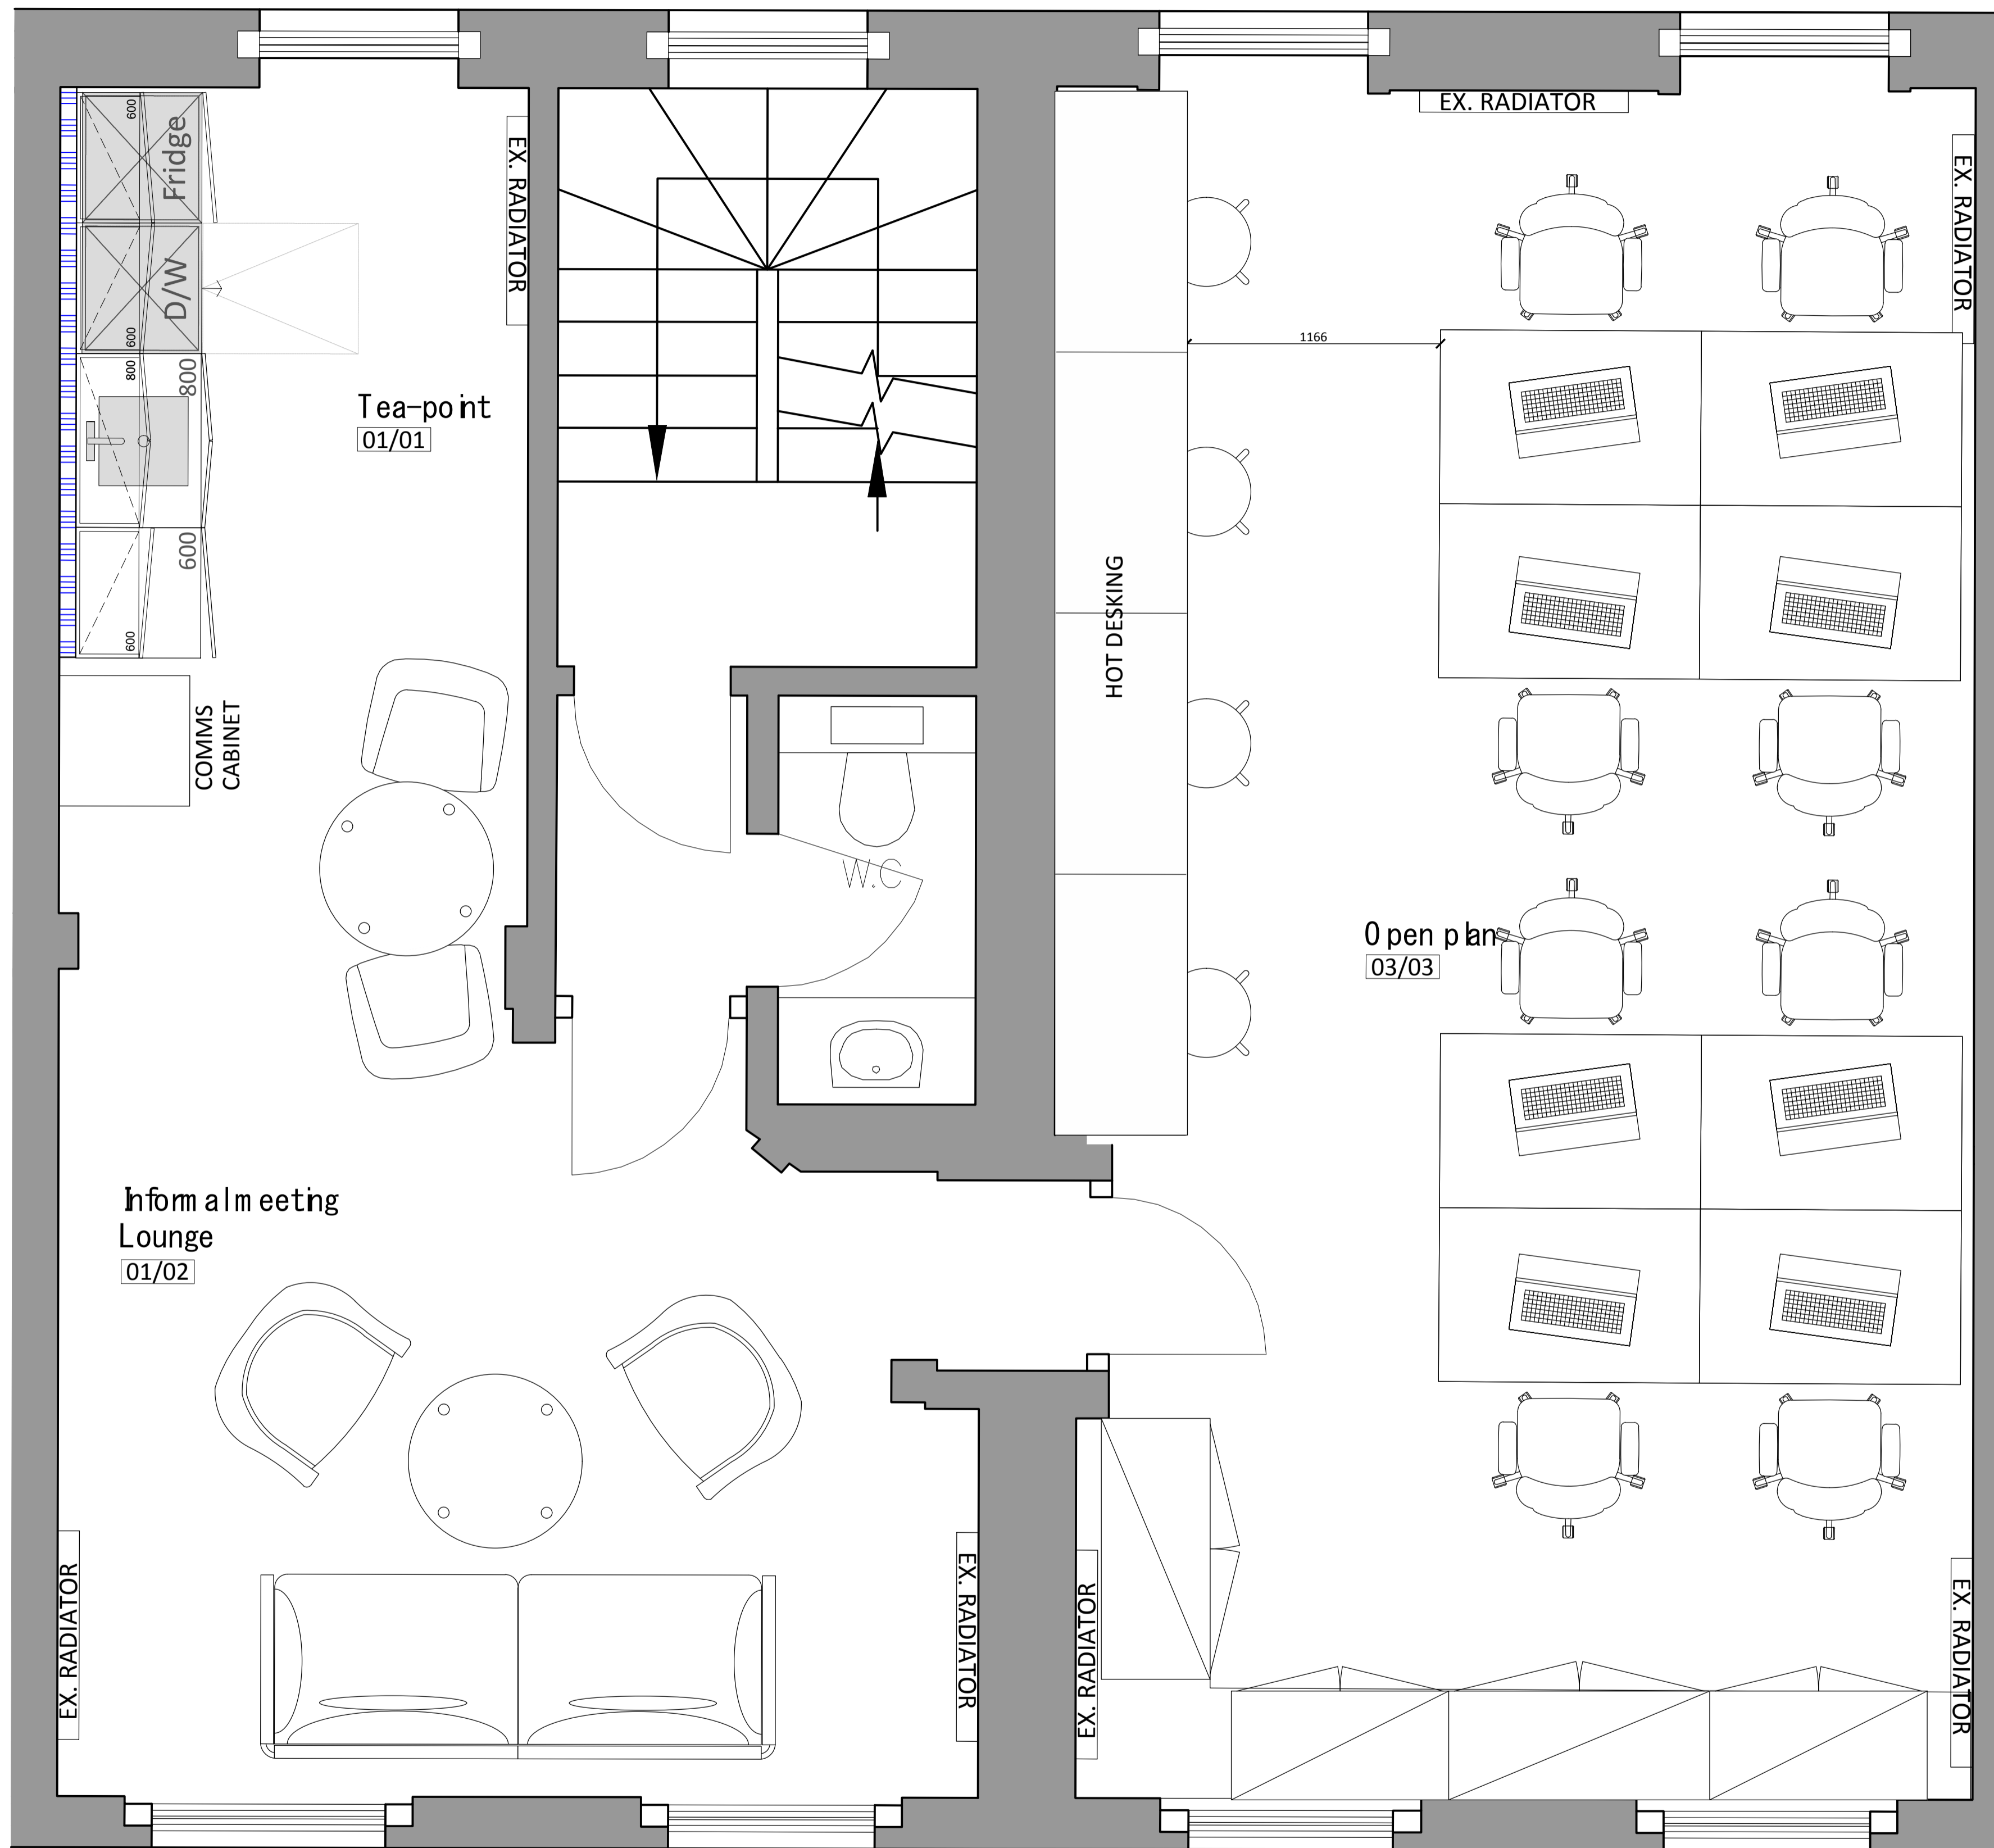 EX. RADIATOR
EX. RADIATOR
EX. RADIATOR
600
Fridge
D/W
600
800
800
600
600
Tea-point
01/01
1166
HOT DESKING
COMMS
CABINET
W.C
Open plan
03/03
Informal meeting
Lounge
01/02
EX. RADIATOR
EX. RADIATOR
EX. RADIATOR
EX. RADIATOR